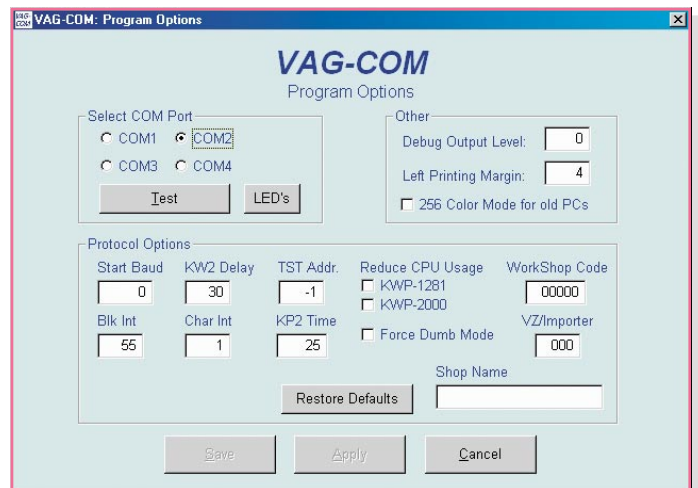 VAG-COM: Program Options
VAG-COM
Program Options
Select COM Port
COM1 COM2
COM3 COM4
Test LED's
Other
Debug Output Level: 0
Left Printing Margin: 4
256 Color Mode for old PCs
Protocol Options
Start Baud KW2 Delay TST Addr. Reduce CPU Usage WorkShop Code
0 30 -1 KWP-1281 00000
KWP-2000
Blk Int Char Int KP2 Time Force Dumb Mode VZ/Importer
55 1 25 000
Shop Name
Restore Defaults
Save Apply Cancel